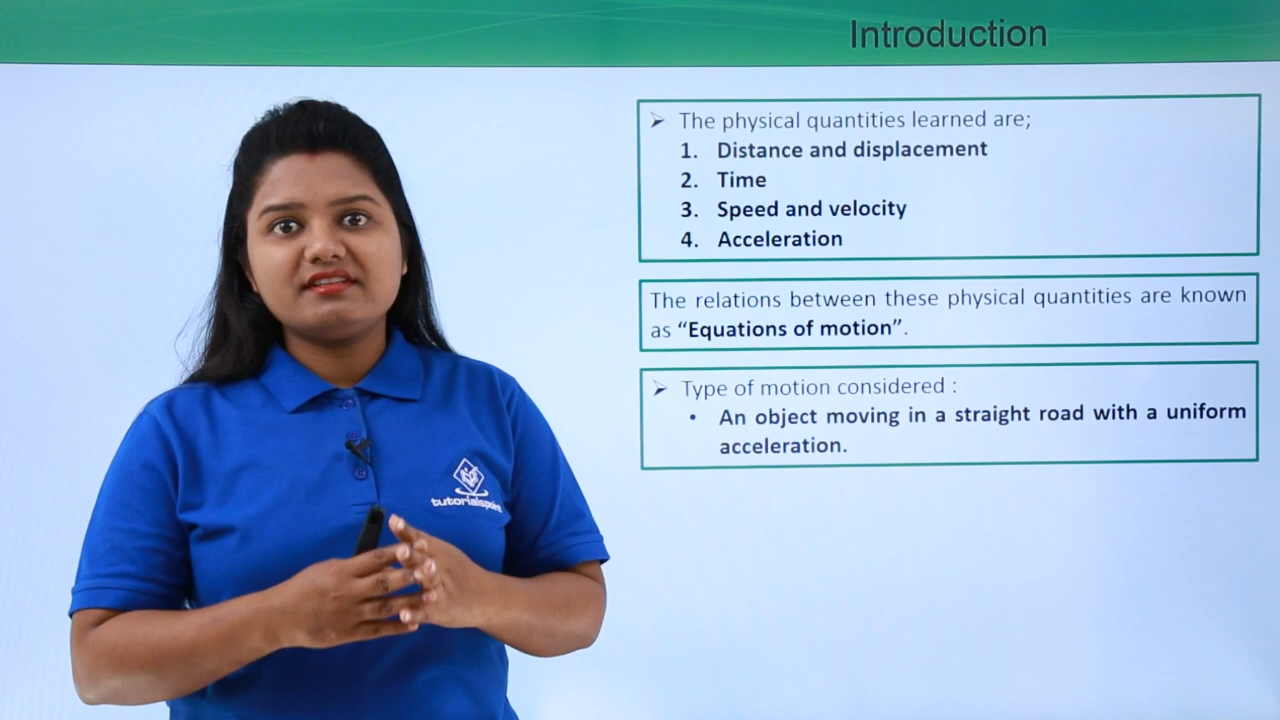 Introduction
➤ The physical quantities learned are;
1. Distance and displacement
2. Time
3. Speed and velocity
4. Acceleration
The relations between these physical quantities are known
as “Equations of motion”.
➤ Type of motion considered :
• An object moving in a straight road with a uniform
acceleration.
tutorialspoint